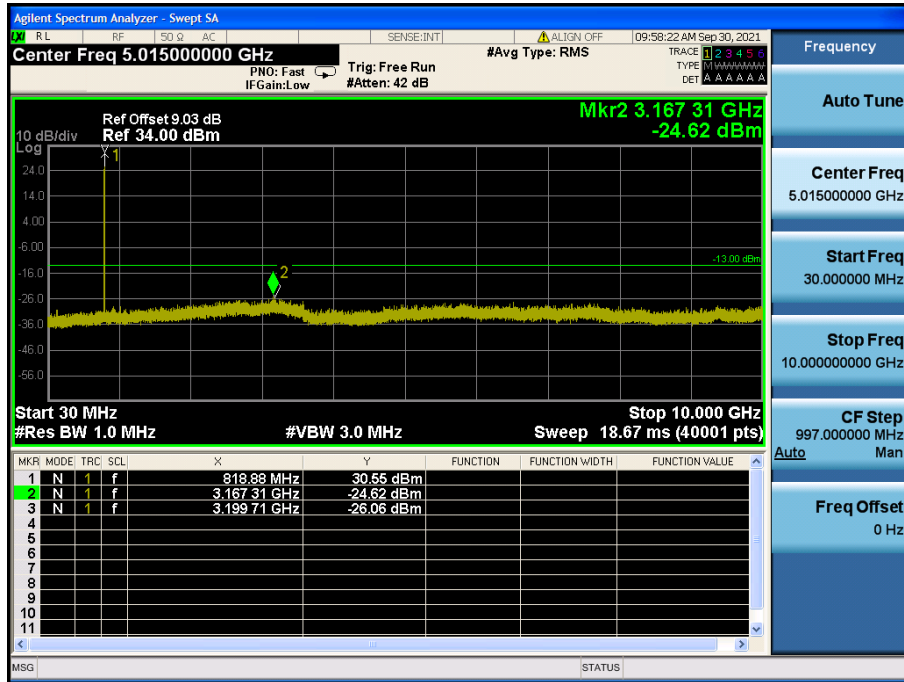 Agilent Spectrum Analyzer - Swept SA
LXI RL RF 50 Ω AC SENSE:INT ALIGN OFF 09:58:22 AM Sep 30, 2021
Center Freq 5.015000000 GHz
PNO: Fast
IFGain:Low
Trig: Free Run
#Atten: 42 dB
#Avg Type: RMS
TRACE 1 2 3 4 5 6
TYPE M WWWWW
DET A A A A A A
Mkr2 3.167 31 GHz
-24.62 dBm
Ref Offset 9.03 dB
10 dB/div Ref 34.00 dBm
Log
1
24.0
14.0
4.00
-6.00
-13.00 dBm
-16.0
2
-26.0
-36.0
-46.0
-56.0
Start 30 MHz Stop 10.000 GHz
#Res BW 1.0 MHz #VBW 3.0 MHz Sweep 18.67 ms (40001 pts)
MKR MODE TRC SCL X Y FUNCTION FUNCTION WIDTH FUNCTION VALUE
1 N 1 f 818.88 MHz 30.55 dBm
2 N 1 f 3.167 31 GHz -24.62 dBm
3 N 1 f 3.199 71 GHz -26.06 dBm
4
5
6
7
8
9
10
11
MSG STATUS
Frequency
Auto Tune
Center Freq
5.015000000 GHz
Start Freq
30.000000 MHz
Stop Freq
10.000000000 GHz
CF Step
997.000000 MHz
Auto Man
Freq Offset
0 Hz